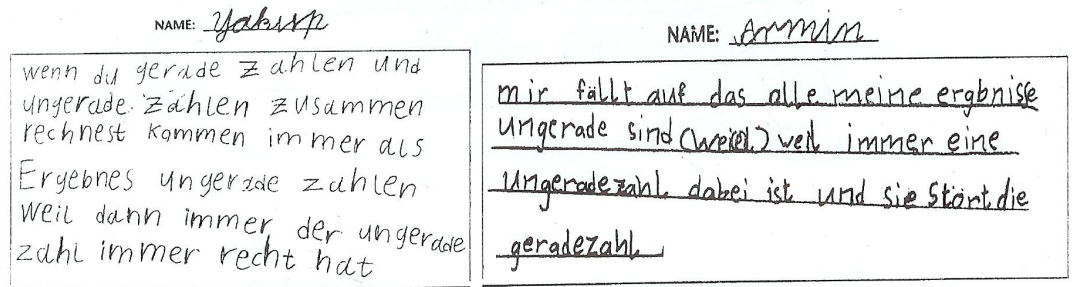 NAME: Yakup
wenn du gerade Zahlen und
ungerade Zahlen zusammen
rechnest kommen immer als
Ergebnes ungerade zahlen
weil dann immer der ungerade
zahl immer recht hat
NAME: Armin
mir fällt auf das alle meine ergbnisse
ungerade sind (weiel) weil immer eine
ungeradezahl dabei ist und sie Stört die
geradezahl